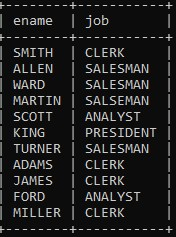 ename job
SMITH CLERK
ALLEN SALESMAN
WARD SALESMAN
MARTIN SALSEMAN
SCOTT ANALYST
KING PRESIDENT
TURNER SALESMAN
ADAMS CLERK
JAMES CLERK
FORD ANALYST
MILLER CLERK